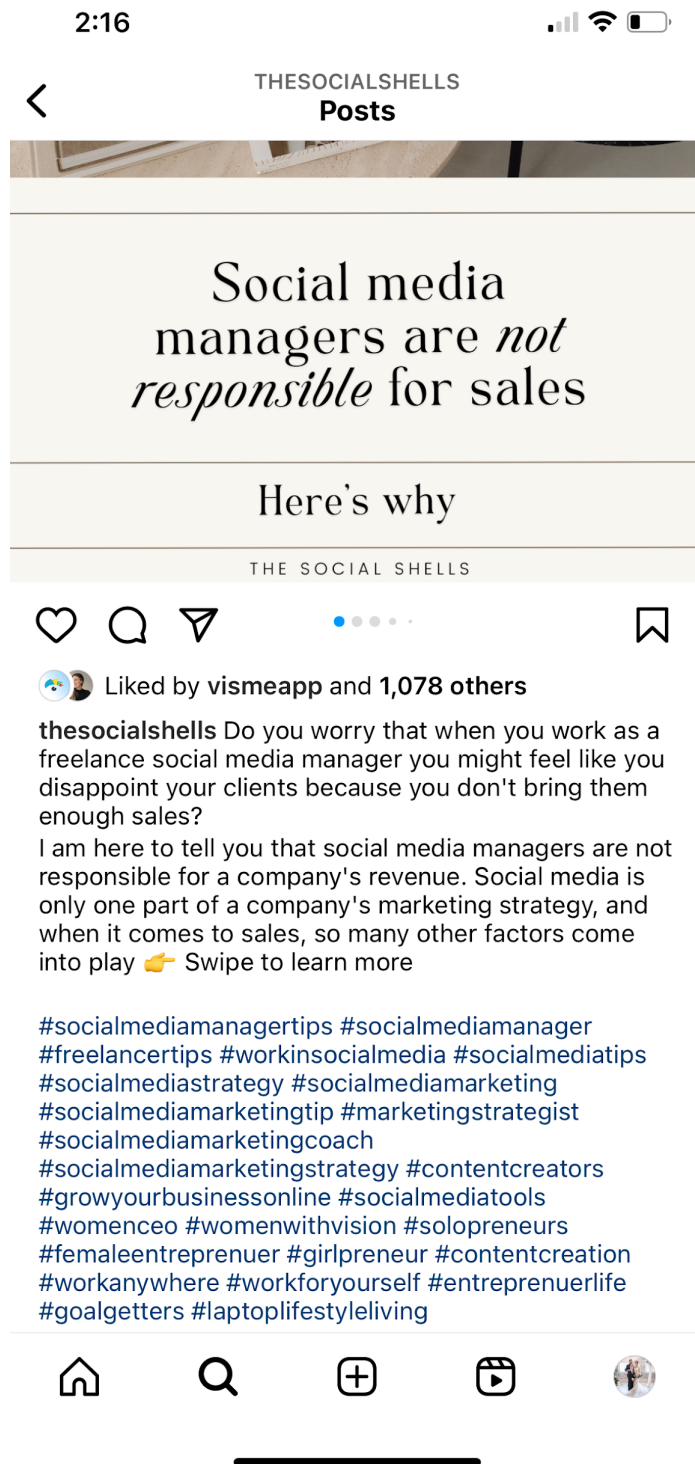 2:16
THESOCIALSHELLS
Posts
Social media
managers are not
responsible for sales
Here's why
THE SOCIAL SHELLS
Liked by vismeapp and 1,078 others
thesocialshells Do you worry that when you work as a
freelance social media manager you might feel like you
disappoint your clients because you don't bring them
enough sales?
I am here to tell you that social media managers are not
responsible for a company's revenue. Social media is
only one part of a company's marketing strategy, and
when it comes to sales, so many other factors come
into play 👉 Swipe to learn more
#socialmediamanagertips #socialmediamanager
#freelancertips #workinsocialmedia #socialmediatips
#socialmediastrategy #socialmediamarketing
#socialmediamarketingtip #marketingstrategist
#socialmediamarketingcoach
#socialmediamarketingstrategy #contentcreators
#growyourbusinessonline #socialmediatools
#womenceo #womenwithvision #solopreneurs
#femaleentreprenuer #girlpreneur #contentcreation
#workanywhere #workforyourself #entreprenuerlife
#goalgetters #laptoplifestyleliving